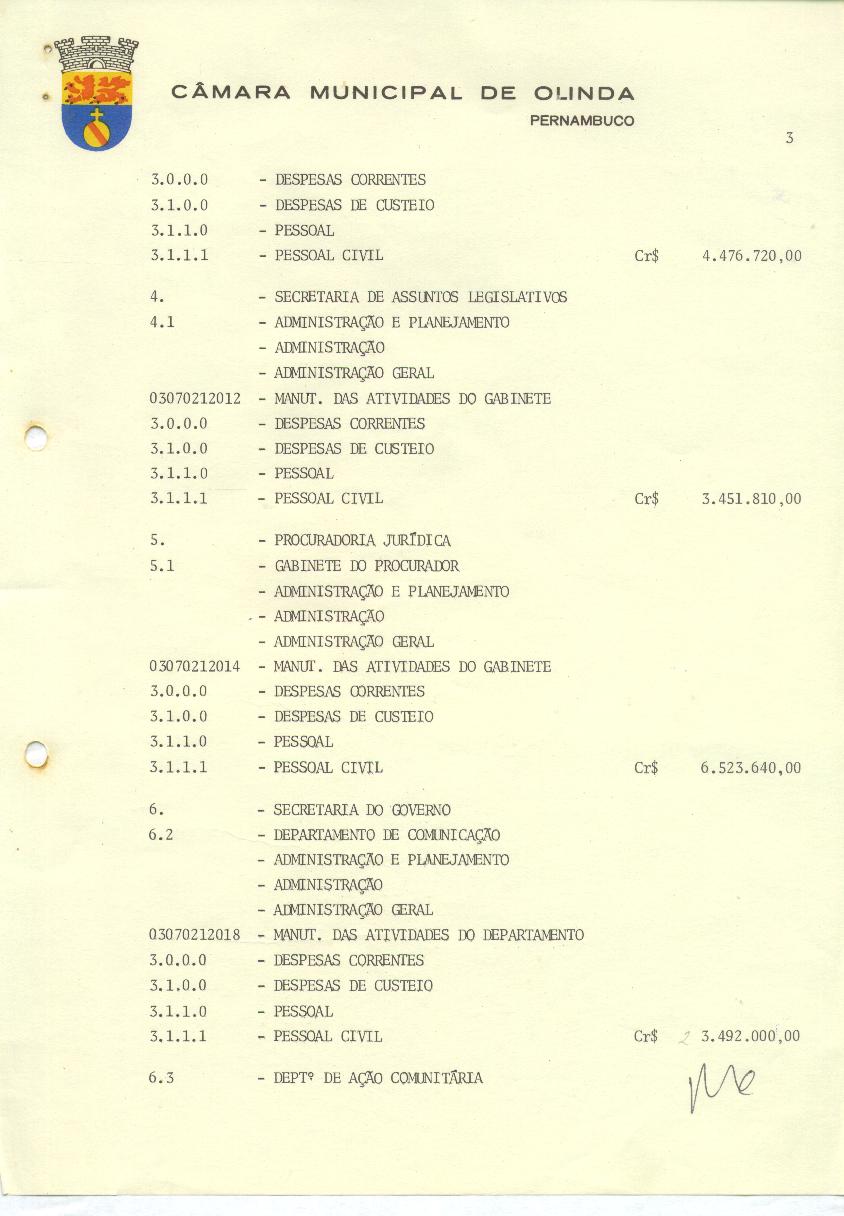 CÂMARA MUNICIPAL DE OLINDA
PERNAMBUCO
3
3.0.0.0 - DESPESAS CORRENTES
3.1.0.0 - DESPESAS DE CUSTEIO
3.1.1.0 - PESSOAL
3.1.1.1 - PESSOAL CIVIL Cr$ 4.476.720,00
4. - SECRETARIA DE ASSUNTOS LEGISLATIVOS
4.1 - ADMINISTRAÇÃO E PLANEJAMENTO
- ADMINISTRAÇÃO
- ADMINISTRAÇÃO GERAL
03070212012 - MANUT. DAS ATIVIDADES DO GABINETE
3.0.0.0 - DESPESAS CORRENTES
3.1.0.0 - DESPESAS DE CUSTEIO
3.1.1.0 - PESSOAL
3.1.1.1 - PESSOAL CIVIL Cr$ 3.451.810,00
5. - PROCURADORIA JURÍDICA
5.1 - GABINETE DO PROCURADOR
- ADMINISTRAÇÃO E PLANEJAMENTO
- ADMINISTRAÇÃO
- ADMINISTRAÇÃO GERAL
03070212014 - MANUT. DAS ATIVIDADES DO GABINETE
3.0.0.0 - DESPESAS CORRENTES
3.1.0.0 - DESPESAS DE CUSTEIO
3.1.1.0 - PESSOAL
3.1.1.1 - PESSOAL CIVIL Cr$ 6.523.640,00
6. - SECRETARIA DO GOVERNO
6.2 - DEPARTAMENTO DE COMUNICAÇÃO
- ADMINISTRAÇÃO E PLANEJAMENTO
- ADMINISTRAÇÃO
- ADMINISTRAÇÃO GERAL
03070212018 - MANUT. DAS ATIVIDADES DO DEPARTAMENTO
3.0.0.0 - DESPESAS CORRENTES
3.1.0.0 - DESPESAS DE CUSTEIO
3.1.1.0 - PESSOAL
3.1.1.1 - PESSOAL CIVIL Cr$ 2 3.492.000,00
6.3 - DEPTº DE AÇÃO COMUNITÁRIA